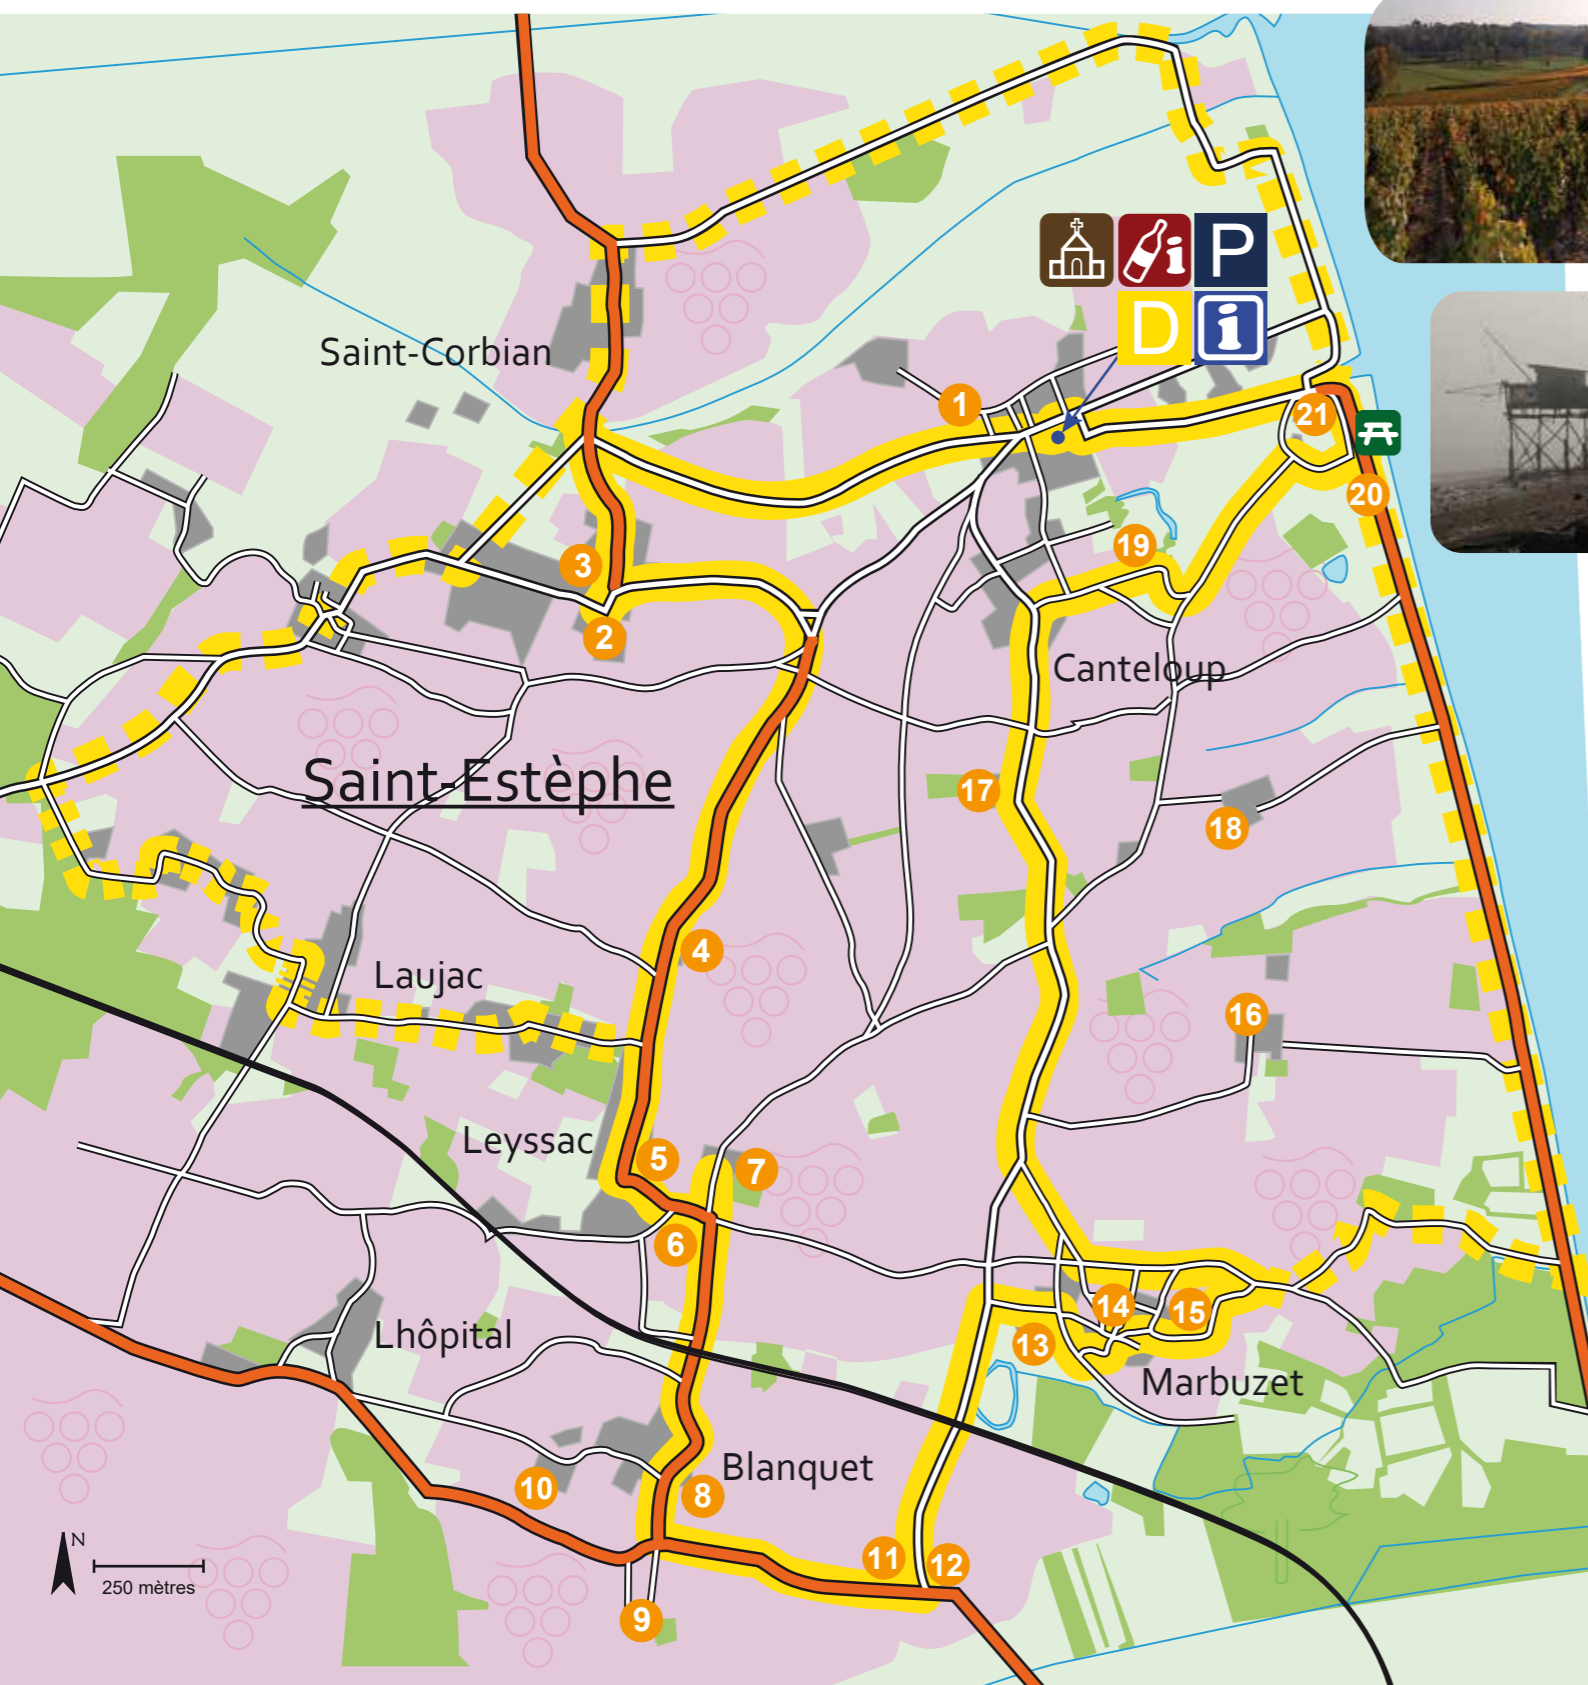 P
D
i
Saint-Corbian
1
21
20
3
19
2
Canteloup
Saint-Estèphe
17
18
4
Laujac
16
Leyssac
5
7
6
14
15
Lhôpital
13
Marbuzet
Blanquet
10
8
N
250 mètres
11
12
9